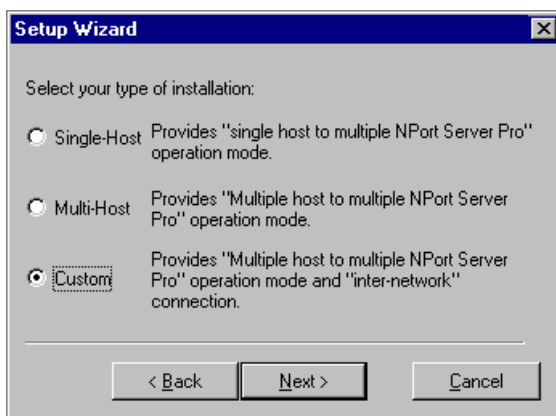 Setup Wizard
Select your type of installation:
Single-Host Provides "single host to multiple NPort Server Pro"
operation mode.
Multi-Host Provides "Multiple host to multiple NPort Server
Pro" operation mode.
Custom Provides "Multiple host to multiple NPort Server
Pro" operation mode and "inter-network"
connection.
< Back Next > Cancel